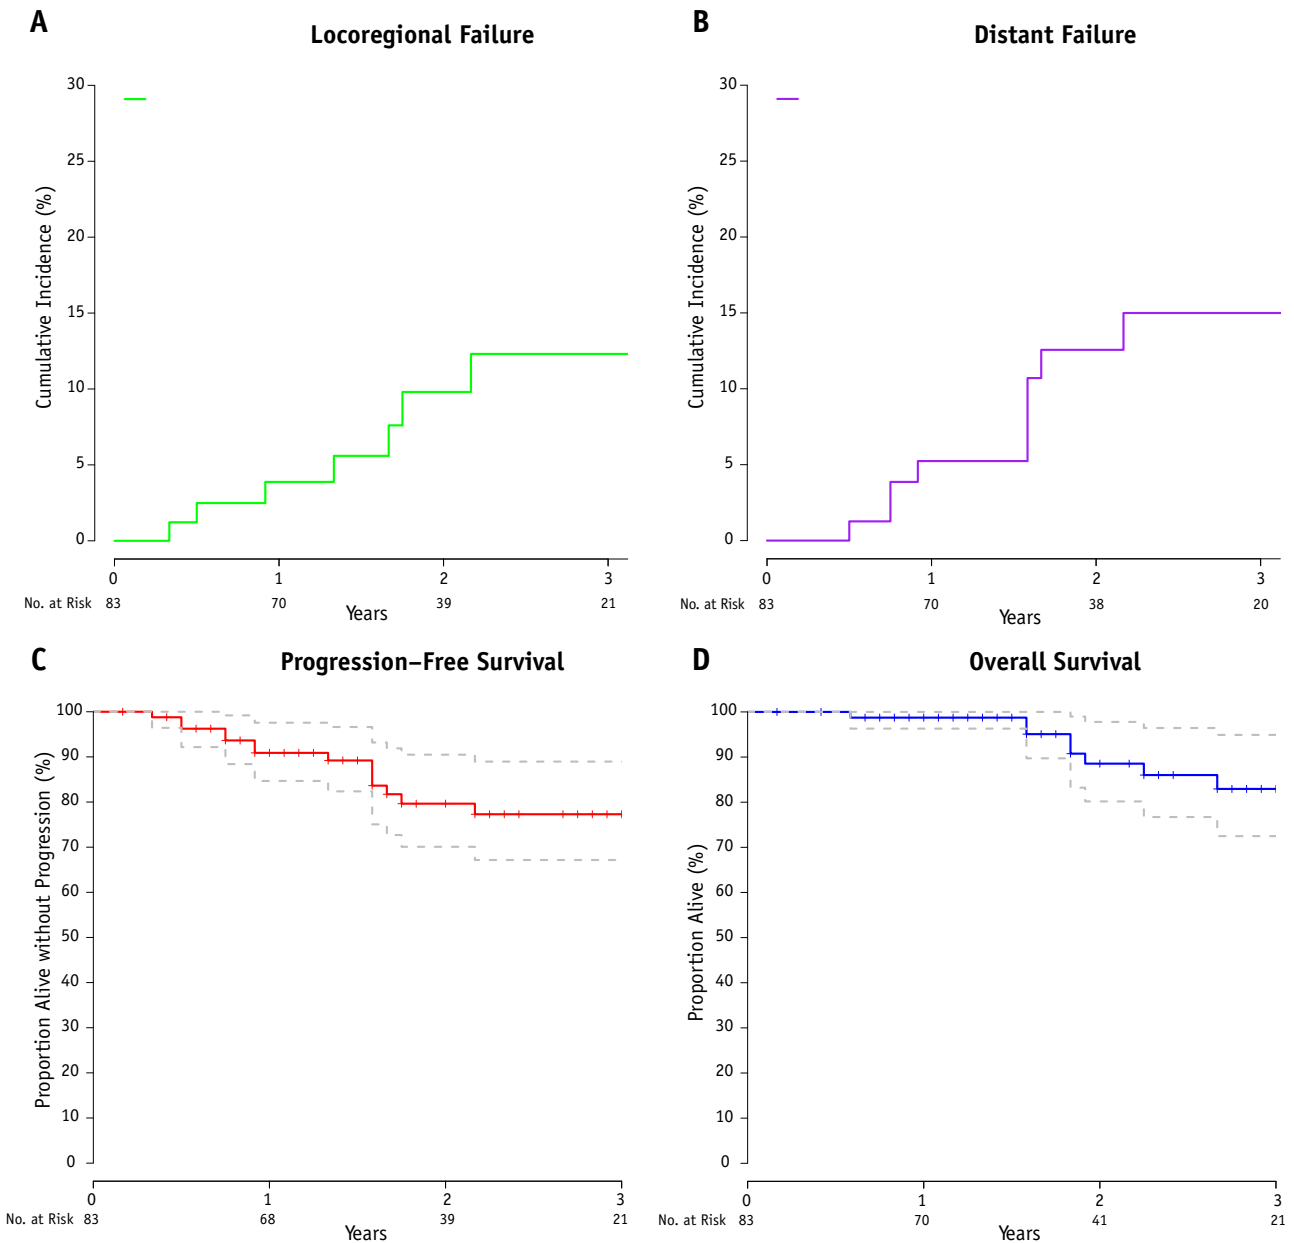 A
Locoregional Failure
Cumulative Incidence (%)
30
25
20
15
10
5
0
0 1 2 3
No. at Risk 83 70 39 21
Years
B
Distant Failure
Cumulative Incidence (%)
30
25
20
15
10
5
0
0 1 2 3
No. at Risk 83 70 38 20
Years
C
Progression–Free Survival
Proportion Alive without Progression (%)
100
90
80
70
60
50
40
30
20
10
0
0 1 2 3
No. at Risk 83 68 39 21
Years
D
Overall Survival
Proportion Alive (%)
100
90
80
70
60
50
40
30
20
10
0
0 1 2 3
No. at Risk 83 70 41 21
Years